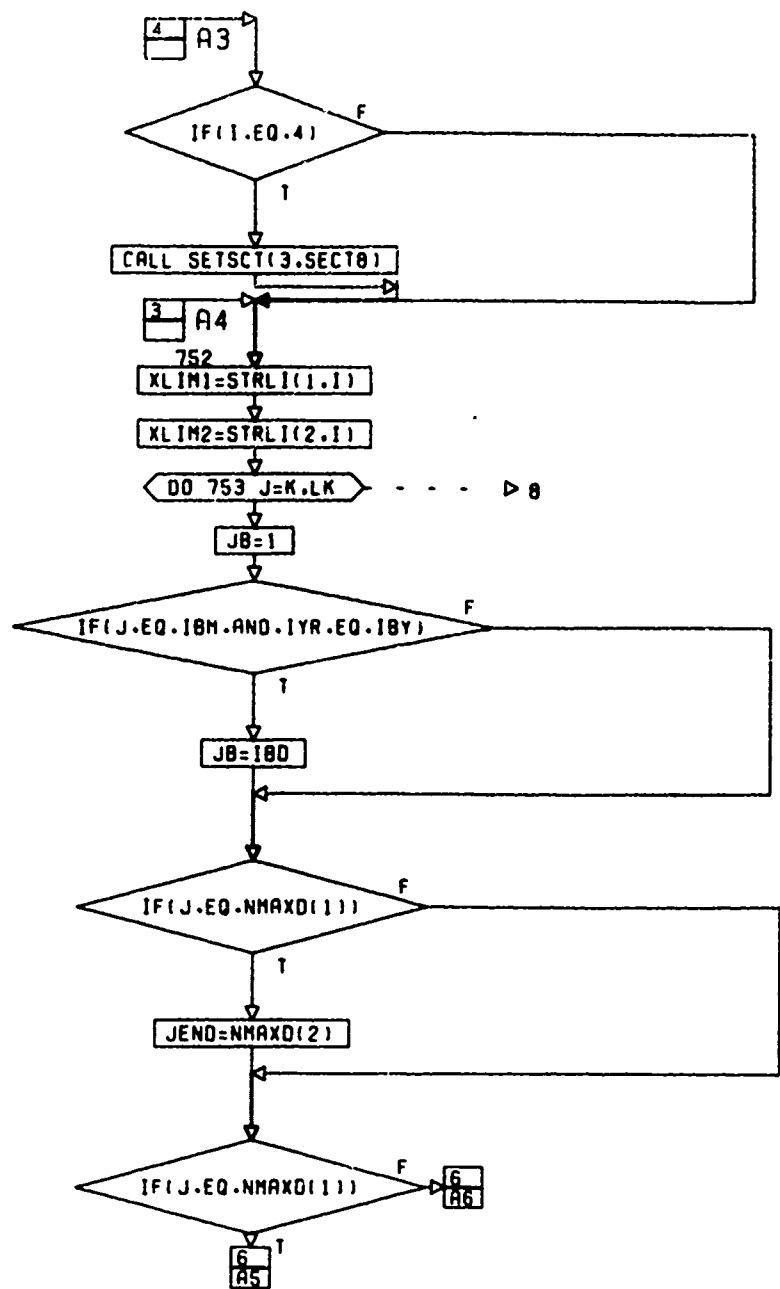 4 A3
IF(I.EQ.4)
F
T
CALL SETSCT(3.SECT8)
3 A4
752
XLIM1=STRLI(1.I)
XLIM2=STRLI(2.I)
DO 753 J=K.LK
8
JB=1
IF(J.EQ.IBM.AND.IYR.EQ.IBY)
F
T
JB=IBD
IF(J.EQ.NMAXD(1))
F
T
JEND=NMAXD(2)
IF(J.EQ.NMAXD(1))
F
6
A6
T
6
A5